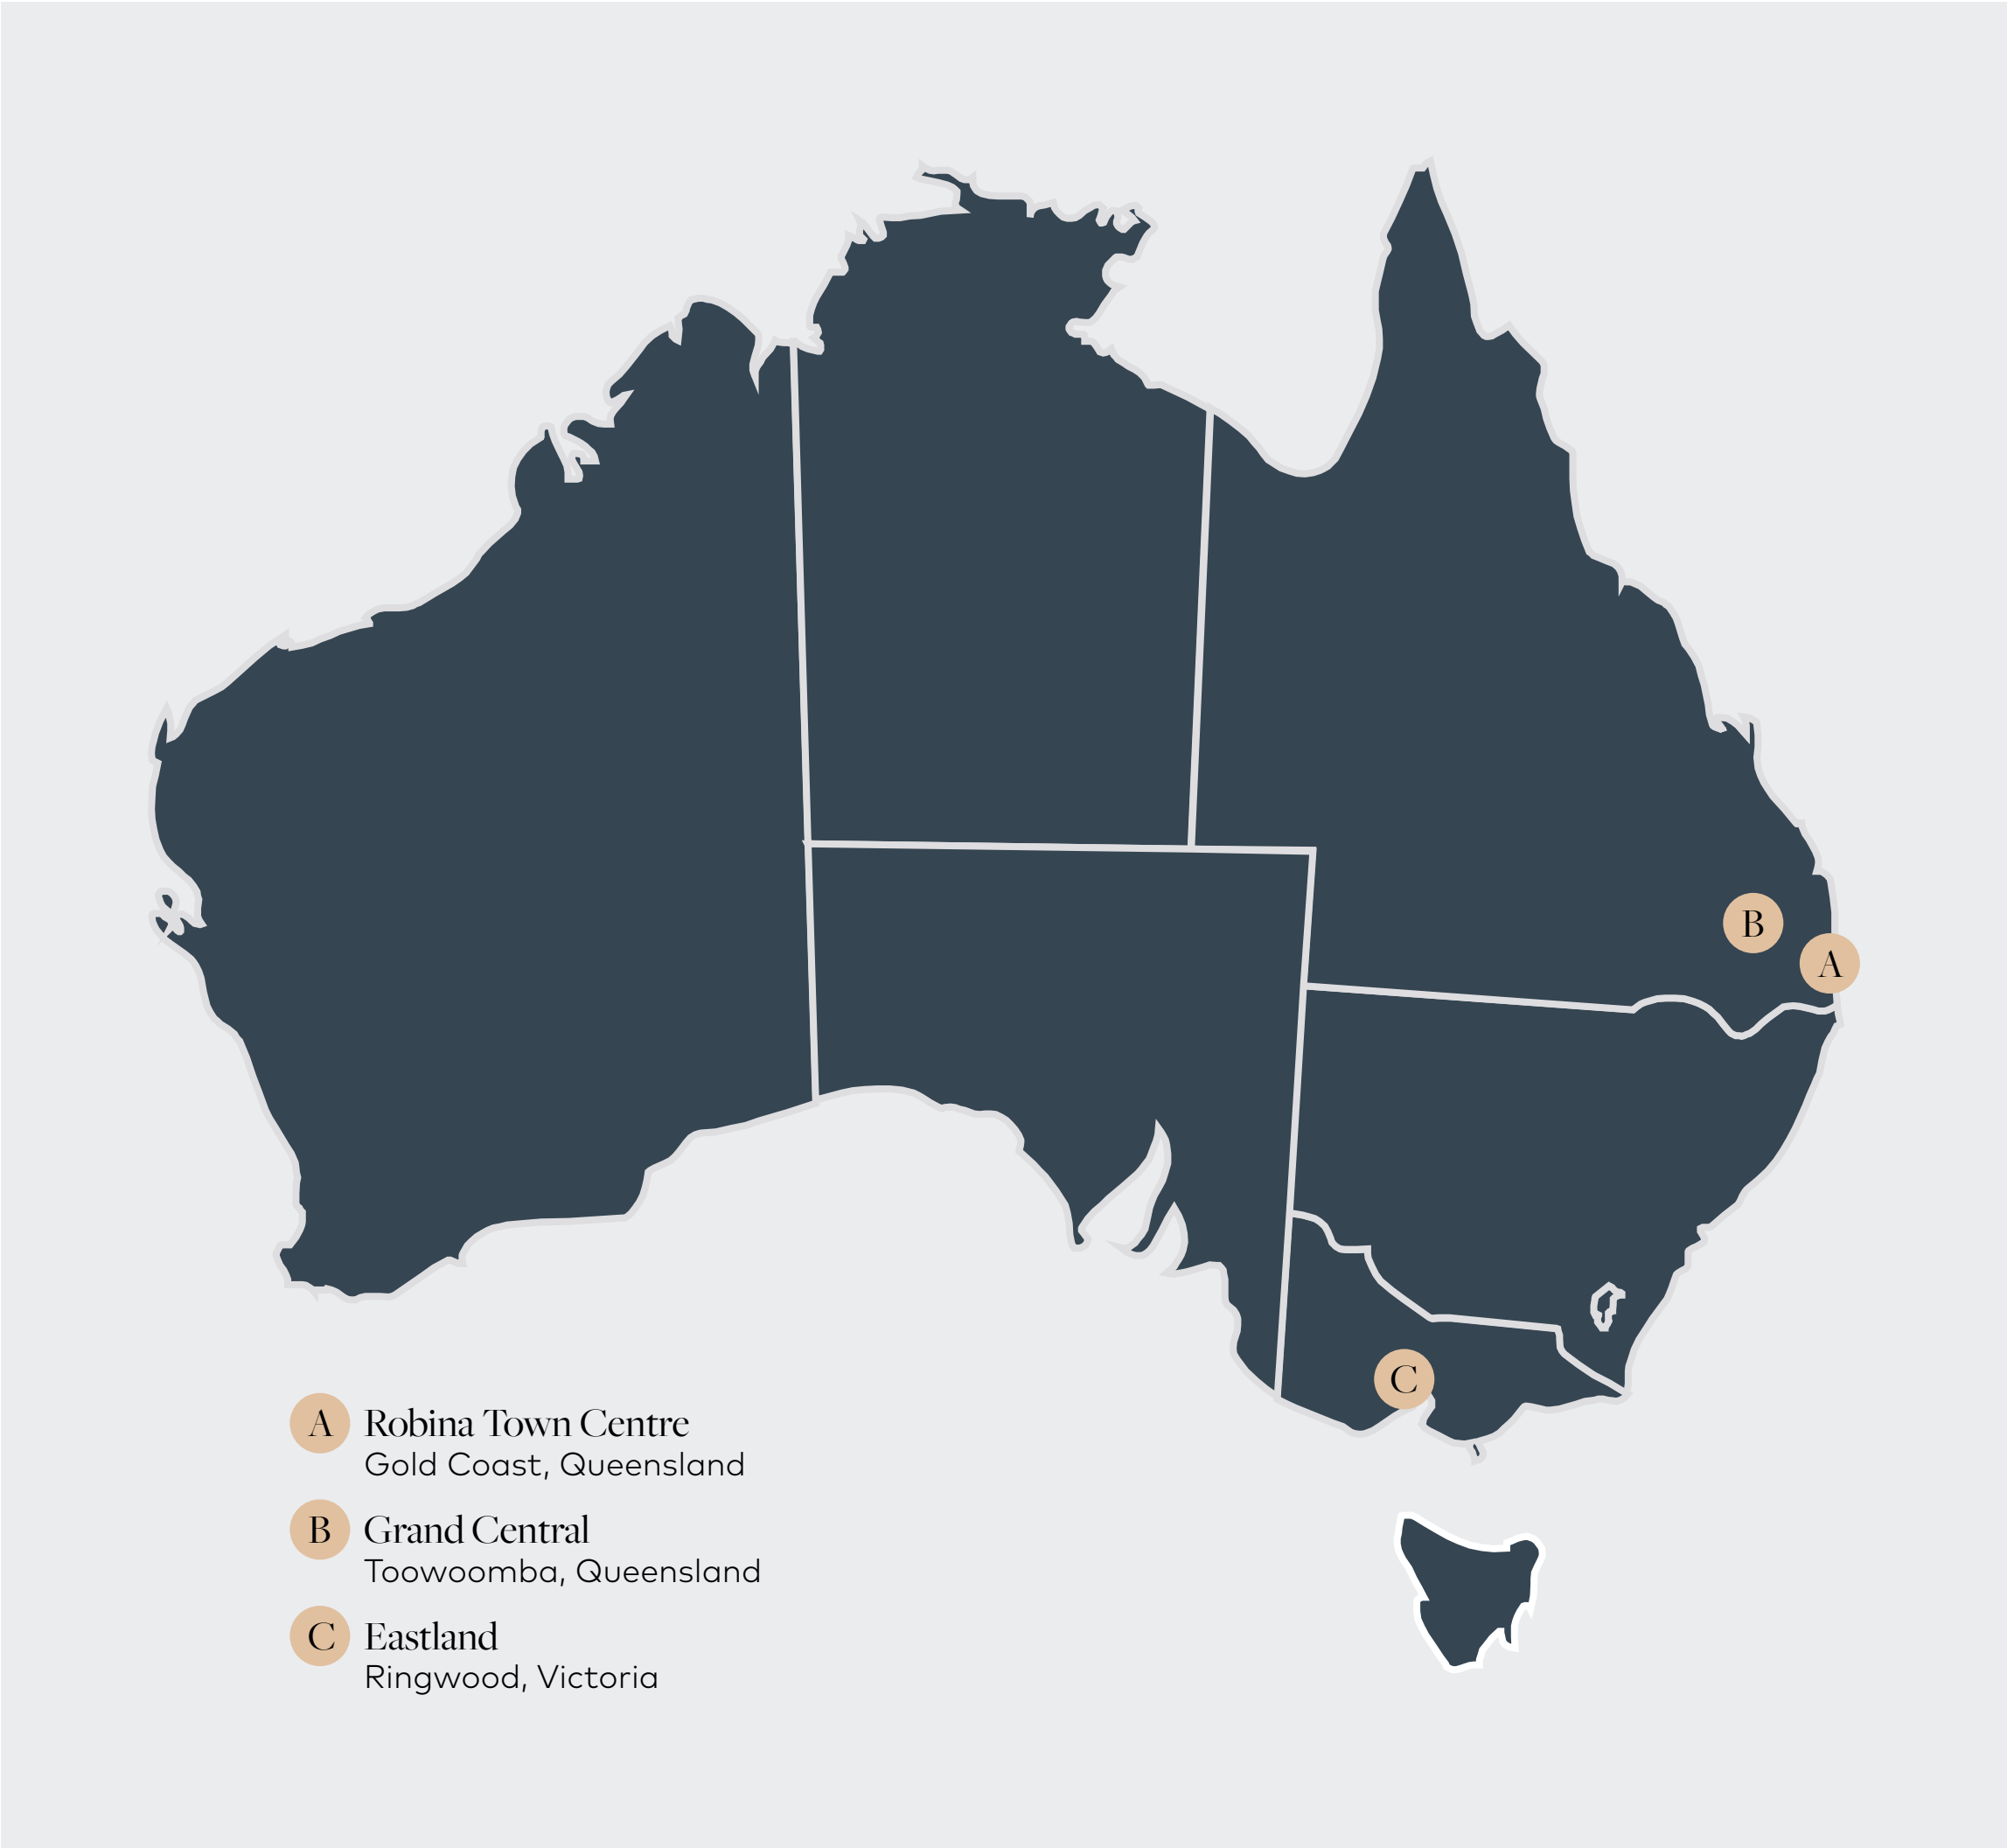 B
A
C
A Robina Town Centre
Gold Coast, Queensland
B Grand Central
Toowoomba, Queensland
C Eastland
Ringwood, Victoria